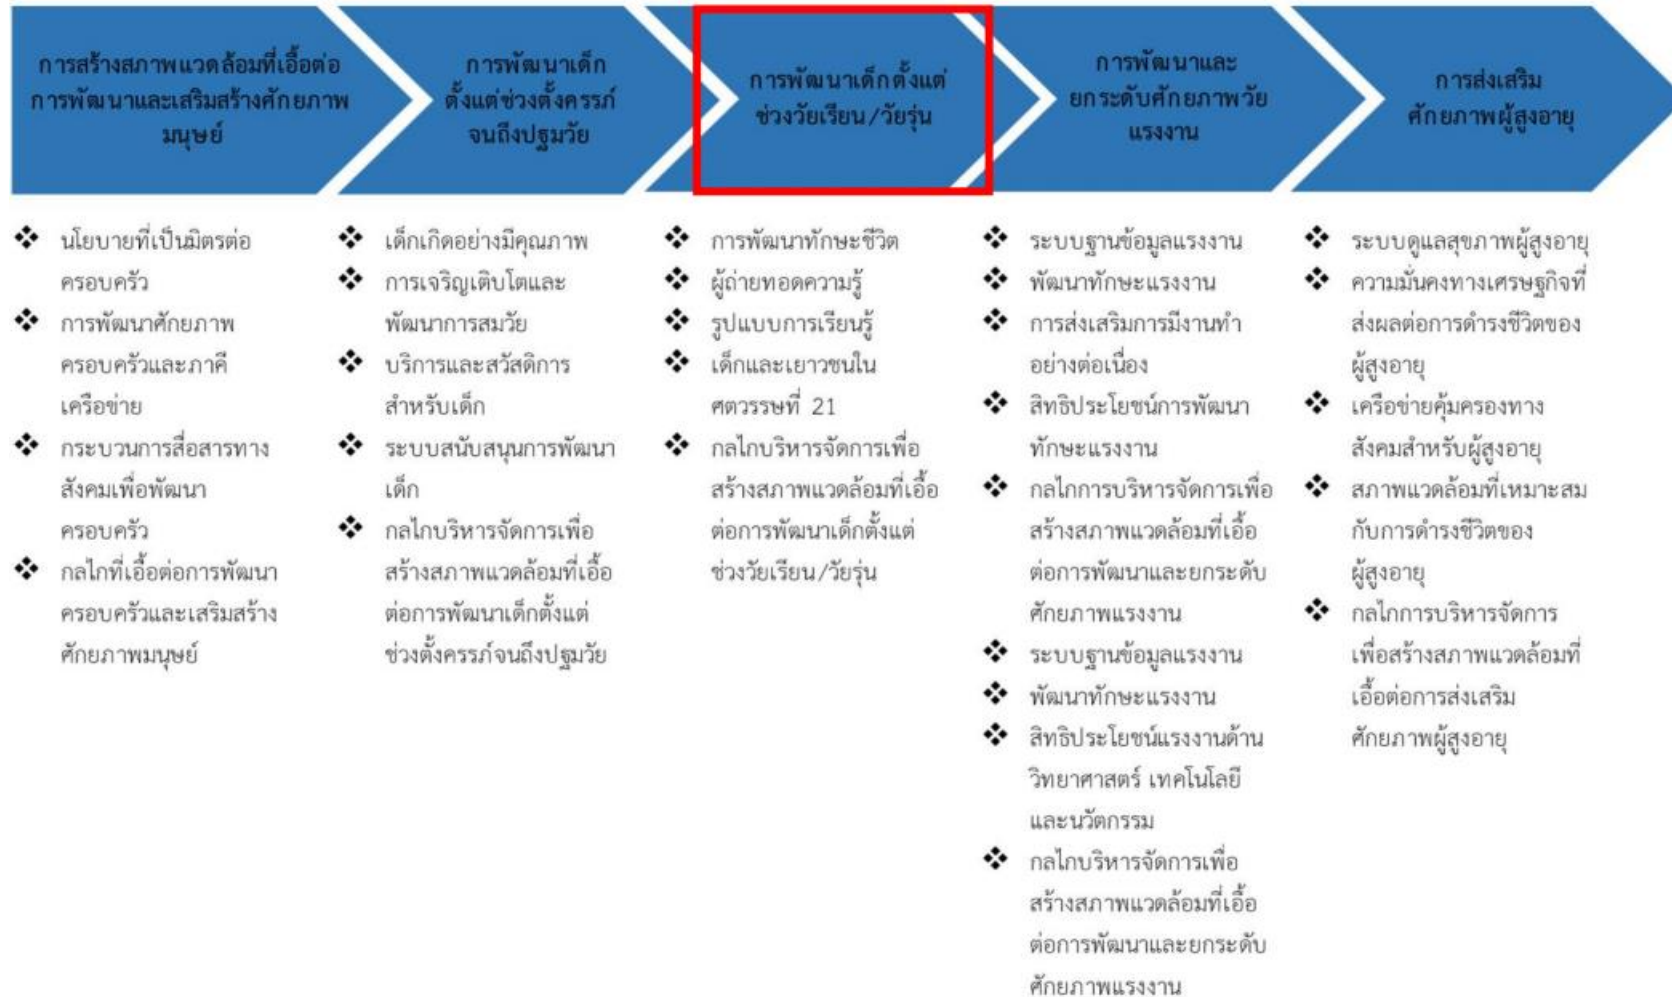 การสร้างสภาพแวดล้อมที่เอื้อต่อ
การพัฒนาและเสริมสร้างศักยภาพ
มนุษย์
การพัฒนาเด็ก
ตั้งแต่ช่วงตั้งครรภ์
จนถึงปฐมวัย
การพัฒนาเด็กตั้งแต่
ช่วงวัยเรียน/วัยรุ่น
การพัฒนาและ
ยกระดับศักยภาพวัย
แรงงาน
การส่งเสริม
ศักยภาพผู้สูงอายุ
❖ นโยบายที่เป็นมิตรต่อ
ครอบครัว
❖ การพัฒนาศักยภาพ
ครอบครัวและภาคี
เครือข่าย
❖ กระบวนการสื่อสารทาง
สังคมเพื่อพัฒนา
ครอบครัว
❖ กลไกที่เอื้อต่อการพัฒนา
ครอบครัวและเสริมสร้าง
ศักยภาพมนุษย์
❖ เด็กเกิดอย่างมีคุณภาพ
❖ การเจริญเติบโตและ
พัฒนาการสมวัย
❖ บริการและสวัสดิการ
สำหรับเด็ก
❖ ระบบสนับสนุนการพัฒนา
เด็ก
❖ กลไกบริหารจัดการเพื่อ
สร้างสภาพแวดล้อมที่เอื้อ
ต่อการพัฒนาเด็กตั้งแต่
ช่วงตั้งครรภ์จนถึงปฐมวัย
❖ การพัฒนาทักษะชีวิต
❖ ผู้ถ่ายทอดความรู้
❖ รูปแบบการเรียนรู้
❖ เด็กและเยาวชนใน
ศตวรรษที่ 21
❖ กลไกบริหารจัดการเพื่อ
สร้างสภาพแวดล้อมที่เอื้อ
ต่อการพัฒนาเด็กตั้งแต่
ช่วงวัยเรียน/วัยรุ่น
❖ ระบบฐานข้อมูลแรงงาน
❖ พัฒนาทักษะแรงงาน
❖ การส่งเสริมการมีงานทำ
อย่างต่อเนื่อง
❖ สิทธิประโยชน์การพัฒนา
ทักษะแรงงาน
❖ กลไกการบริหารจัดการเพื่อ
สร้างสภาพแวดล้อมที่เอื้อ
ต่อการพัฒนาและยกระดับ
ศักยภาพแรงงาน
❖ ระบบฐานข้อมูลแรงงาน
❖ พัฒนาทักษะแรงงาน
❖ สิทธิประโยชน์แรงงานด้าน
วิทยาศาสตร์ เทคโนโลยี
และนวัตกรรม
❖ กลไกบริหารจัดการเพื่อ
สร้างสภาพแวดล้อมที่เอื้อ
ต่อการพัฒนาและยกระดับ
ศักยภาพแรงงาน
❖ ระบบดูแลสุขภาพผู้สูงอายุ
❖ ความมั่นคงทางเศรษฐกิจที่
ส่งผลต่อการดำรงชีวิตของ
ผู้สูงอายุ
❖ เครือข่ายคุ้มครองทาง
สังคมสำหรับผู้สูงอายุ
❖ สภาพแวดล้อมที่เหมาะสม
กับการดำรงชีวิตของ
ผู้สูงอายุ
❖ กลไกการบริหารจัดการ
เพื่อสร้างสภาพแวดล้อมที่
เอื้อต่อการส่งเสริม
ศักยภาพผู้สูงอายุ